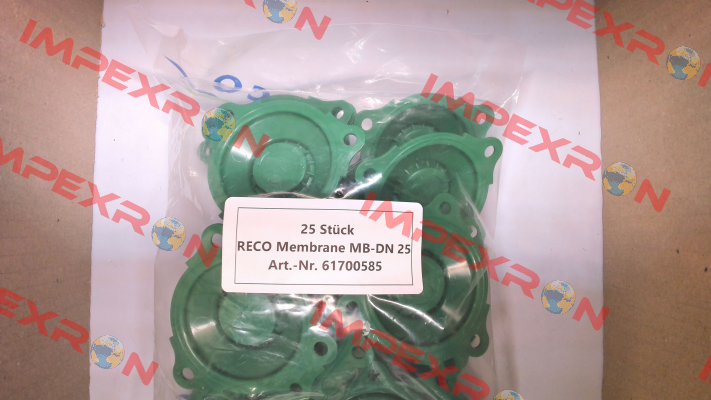 IMPEXRON
IMPEXRON
IMPEXRON
IMPEXRON
25 Stück
RECO Membrane MB-DN 25
Art.-Nr. 61700585
IMPEXRON
IMPEXRON